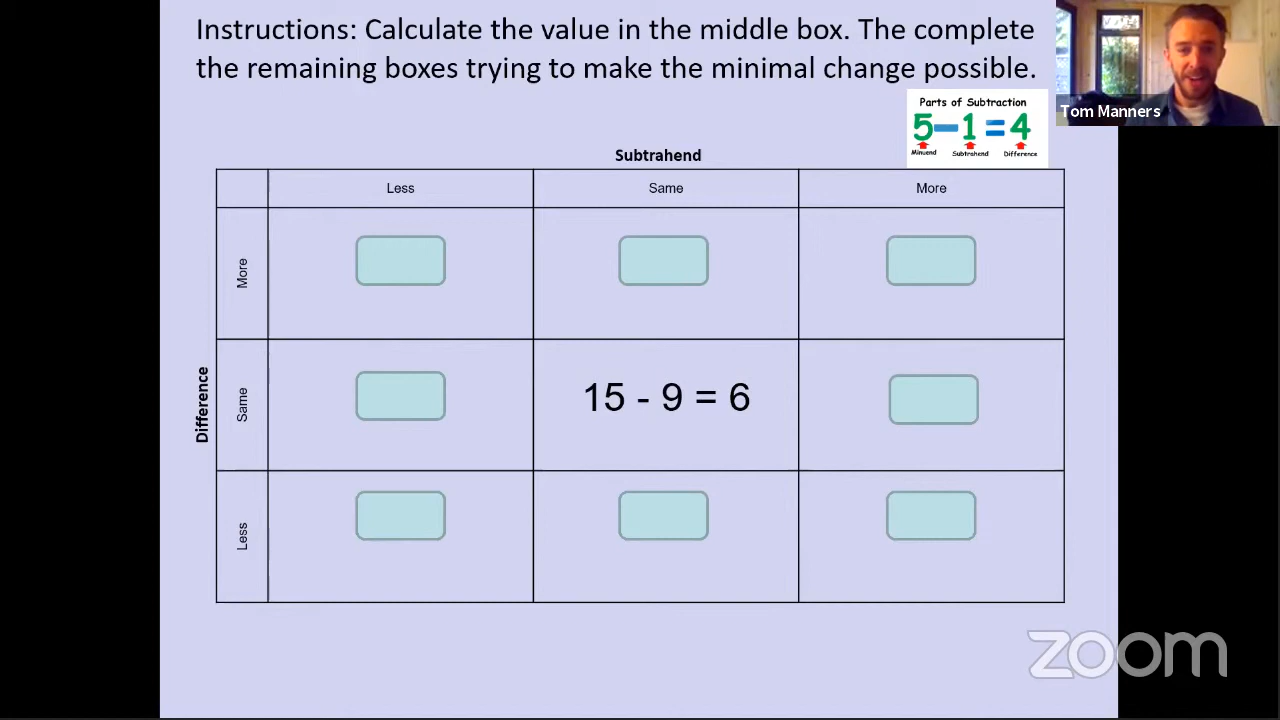 Instructions: Calculate the value in the middle box. The complete
the remaining boxes trying to make the minimal change possible.
Tom Manners
Parts of Subtraction
5 - 1 = 4
Minuend Subtrahend Difference
Subtrahend
Less Same More
More
Difference
Same
15 - 9 = 6
Less
zoom